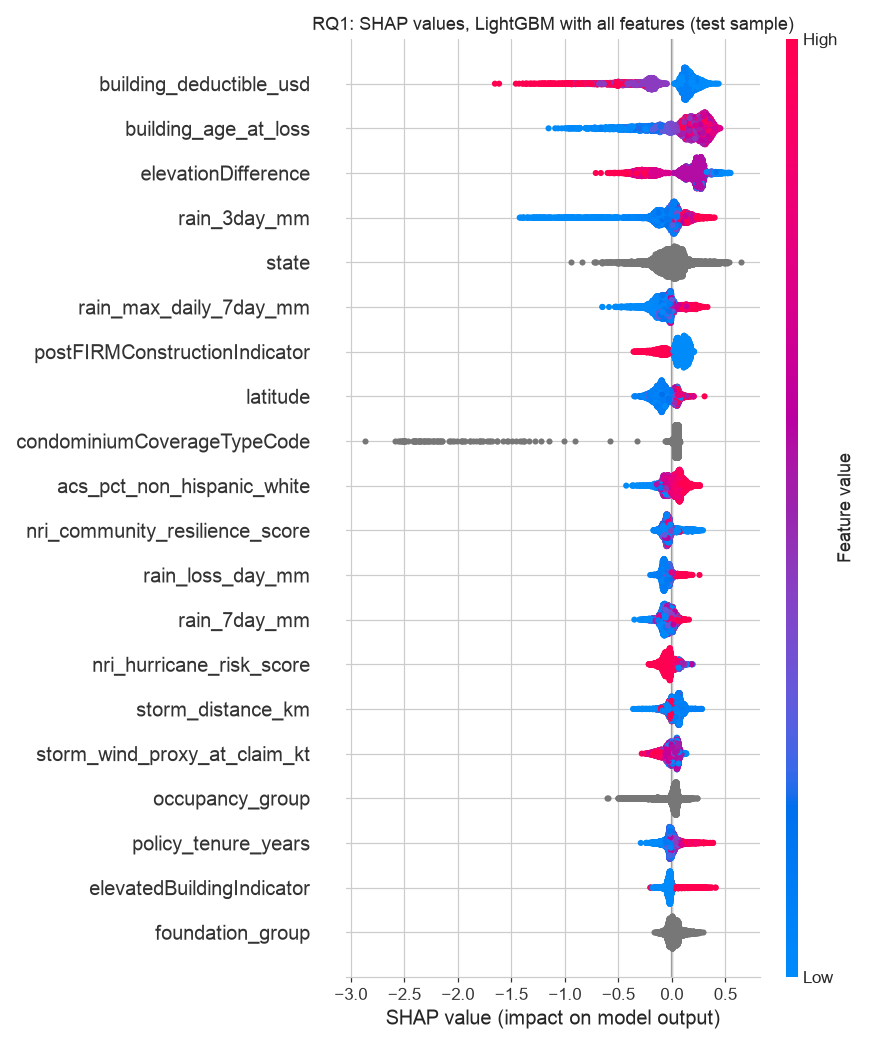 RQ1: SHAP values, LightGBM with all features (test sample)
High
building_deductible_usd
building_age_at_loss
elevationDifference
rain_3day_mm
state
rain_max_daily_7day_mm
postFIRMConstructionIndicator
latitude
condominiumCoverageTypeCode
acs_pct_non_hispanic_white
nri_community_resilience_score
rain_loss_day_mm
rain_7day_mm
nri_hurricane_risk_score
storm_distance_km
storm_wind_proxy_at_claim_kt
occupancy_group
policy_tenure_years
elevatedBuildingIndicator
foundation_group
Feature value
Low
−3.0 −2.5 −2.0 −1.5 −1.0 −0.5 0.0 0.5
SHAP value (impact on model output)